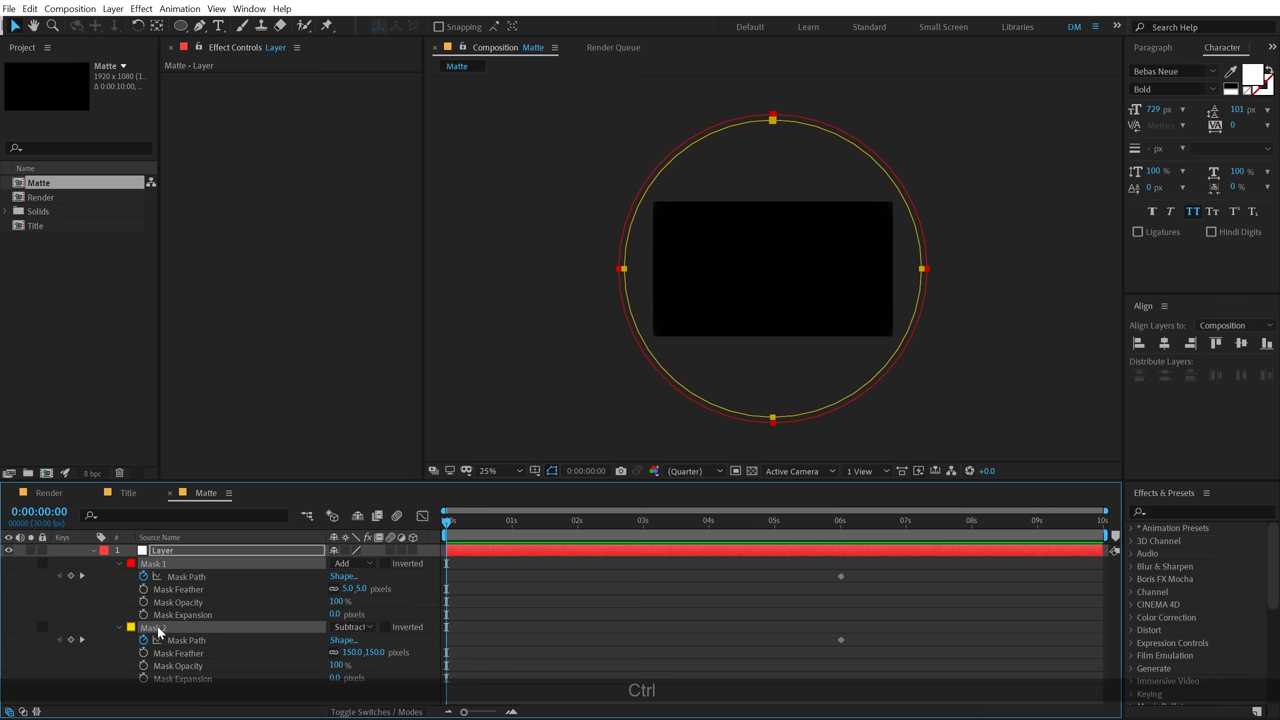 File Edit Composition Layer Effect Animation View Window Help
Snapping
Default Learn Standard Small Screen Libraries DM
Search Help
Project
Effect Controls Layer
Composition Matte
Render Queue
Paragraph Character
Matte • Layer
Matte
Matte
1920 x 1080 (1...
Δ 0:00:10:00, ...
Bebas Neue
Bold
729 px
101 px
Metrics
0
- px
100 %
100 %
0 px
0 %
Ligatures
Hindi Digits
Name
Matte
Render
Solids
Title
Align
Align Layers to: Composition
Distribute Layers:
8 bpc
25%
0:00:00:00
(Quarter)
Active Camera
1 View
+0.0
Render
Title
Matte
0:00:00:00
00000 (30.00 fps)
01s 02s 03s 04s 05s 06s 07s 08s 09s 10s
Keys
#
Source Name
1 Layer
Mask 1
Add
Inverted
Mask Path
Shape...
Mask Feather
5.0,5.0 pixels
Mask Opacity
100 %
Mask Expansion
0.0 pixels
Subtract
Inverted
Mask Path
Shape...
Mask Feather
150.0,150.0 pixels
Mask Opacity
100 %
Mask Expansion
0.0 pixels
Ctrl
Toggle Switches / Modes
Effects & Presets
* Animation Presets
3D Channel
Audio
Blur & Sharpen
Boris FX Mocha
Channel
CINEMA 4D
Color Correction
Distort
Expression Controls
Film Emulation
Generate
Immersive Video
Keying